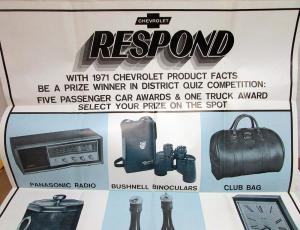 CHEVROLET
RESPOND
WITH 1971 CHEVROLET PRODUCT FACTS
BE A PRIZE WINNER IN DISTRICT QUIZ COMPETITION:
FIVE PASSENGER CAR AWARDS & ONE TRUCK AWARD
SELECT YOUR PRIZE ON THE SPOT
PANASONIC RADIO
BUSHNELL BINOCULARS
CLUB BAG